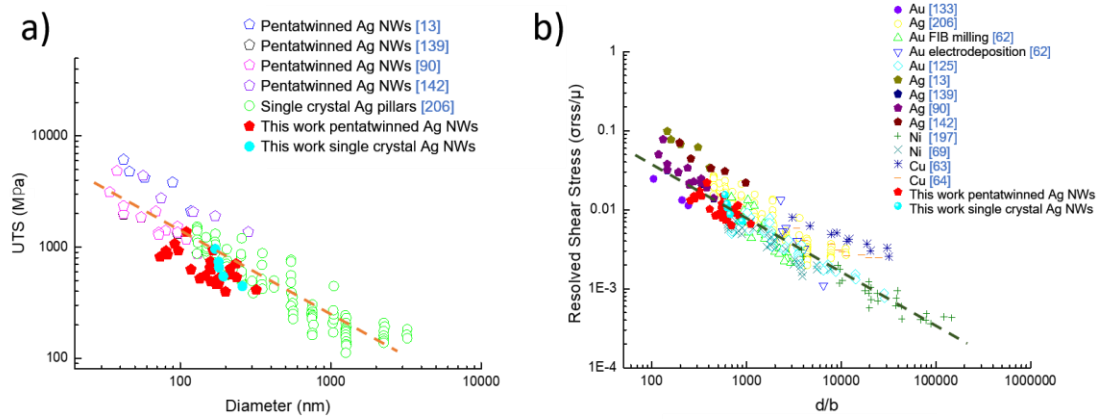 a)
Pentatwinned Ag NWs [13]
Pentatwinned Ag NWs [139]
Pentatwinned Ag NWs [90]
Pentatwinned Ag NWs [142]
Single crystal Ag pillars [206]
This work pentatwinned Ag NWs
This work single crystal Ag NWs
UTS (MPa)
10000
1000
100
100
1000
10000
Diameter (nm)
b)
Au [133]
Ag [206]
Au FIB milling [62]
Au electrodeposition [62]
Au [125]
Ag [13]
Ag [139]
Ag [90]
Ag [142]
Ni [197]
Ni [69]
Cu [63]
Cu [64]
This work pentatwinned Ag NWs
This work single crystal Ag NWs
Resolved Shear Stress (σrss/μ)
1
0.1
0.01
1E-3
1E-4
100
1000
10000
100000
1000000
d/b